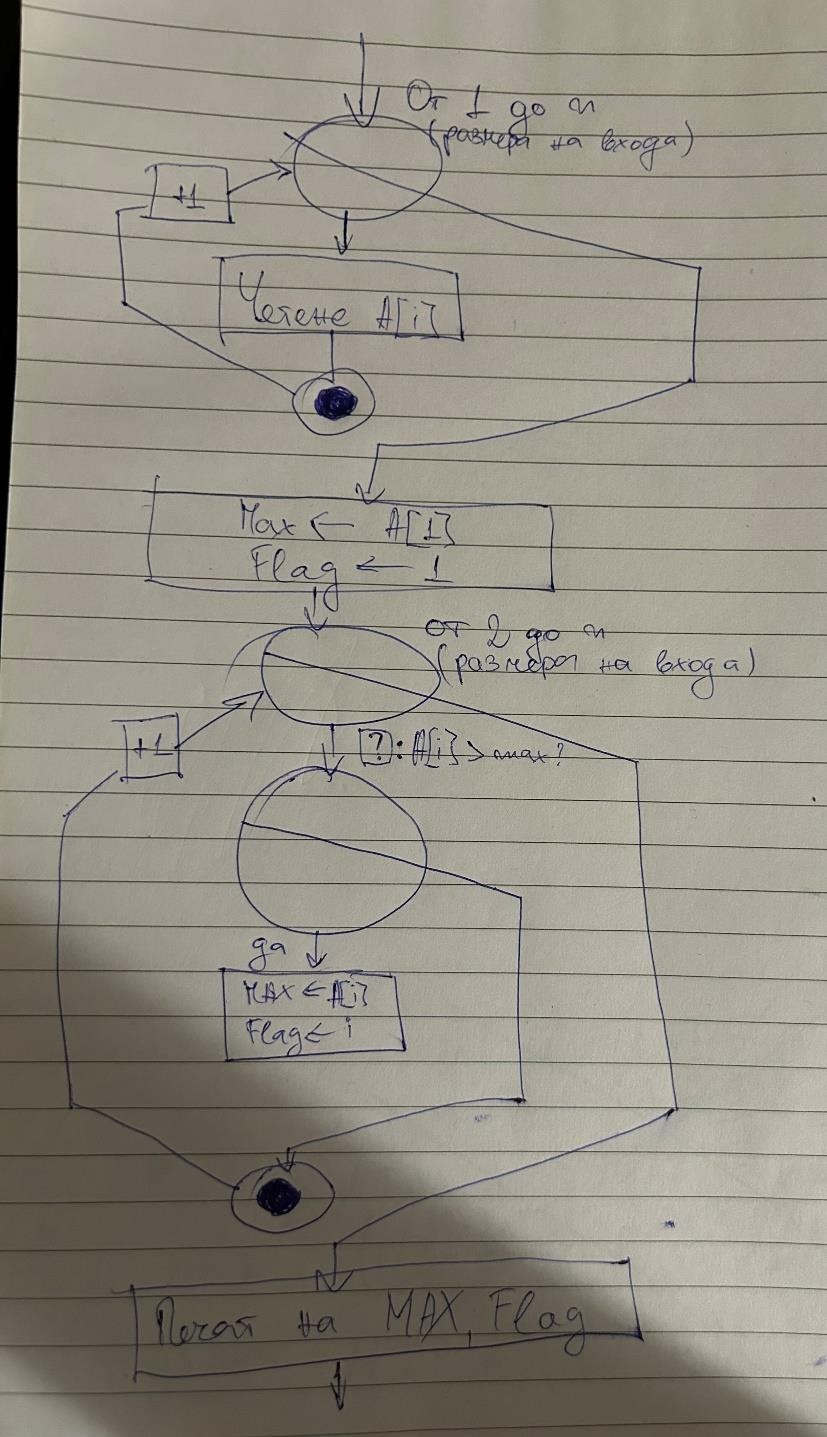 От 1 до n
(размера на входа)
+1
Четене A[i]
Max ← A[1]
Flag ← 1
от 2 до n
(размера на входа)
+1
[?]: A[i] > max?
да
MAX ← A[i]
Flag ← i
Печат на MAX, Flag